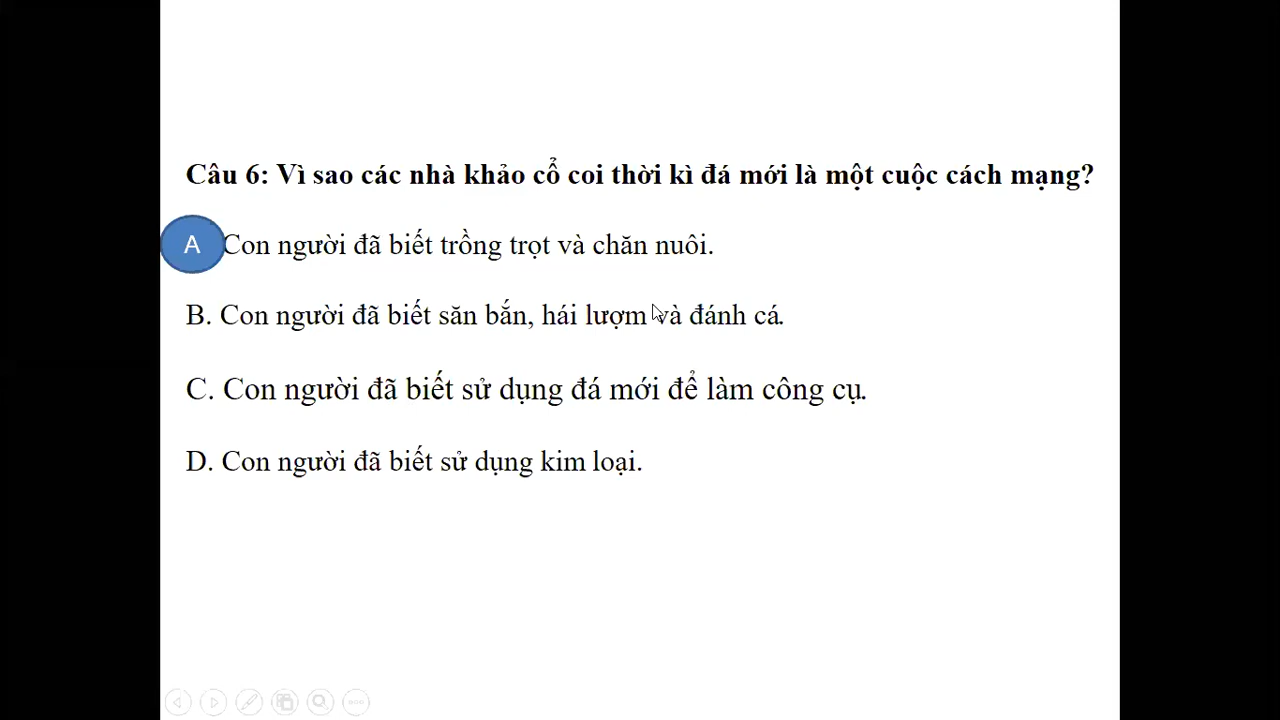 Câu 6: Vì sao các nhà khảo cổ coi thời kì đá mới là một cuộc cách mạng?
A Con người đã biết trồng trọt và chăn nuôi.
B. Con người đã biết săn bắn, hái lượm và đánh cá.
C. Con người đã biết sử dụng đá mới để làm công cụ.
D. Con người đã biết sử dụng kim loại.